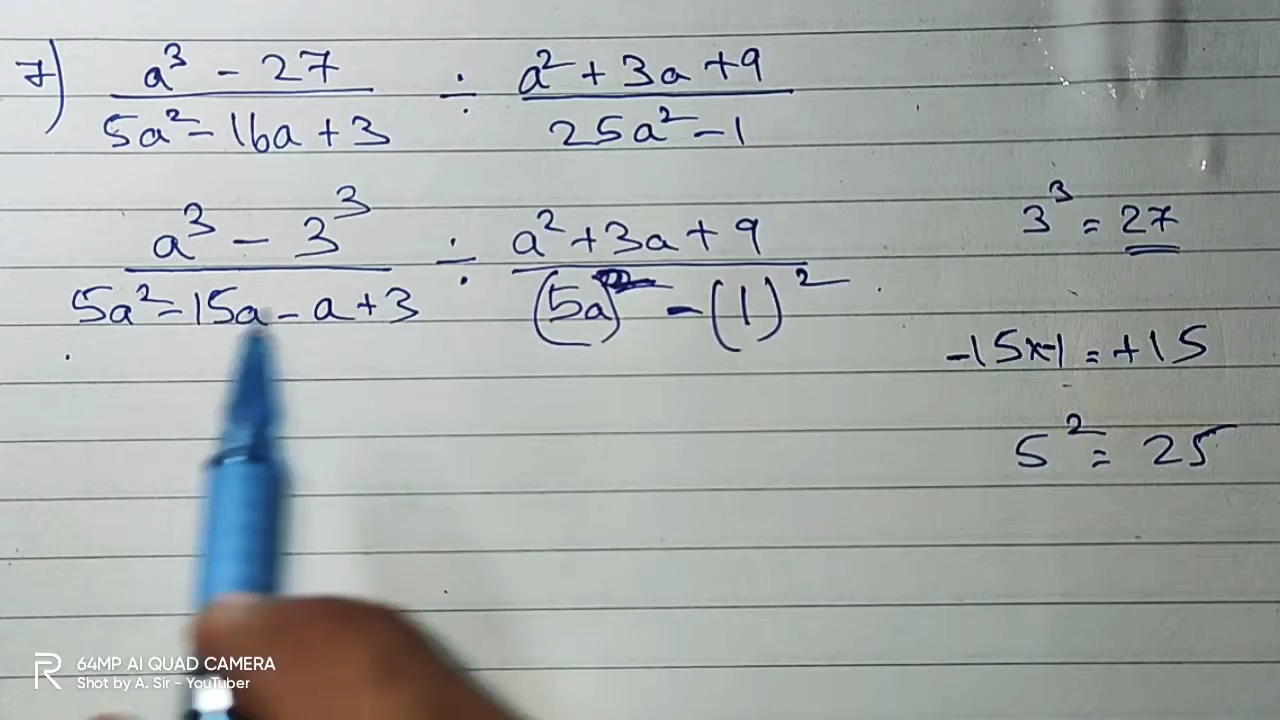 7) a³ - 27 / 5a² - 16a + 3 ÷ a² + 3a + 9 / 25a² - 1
a³ - 3³ / 5a² - 15a - a + 3 ÷ a² + 3a + 9 / (5a)² - (1)²
3³ = 27
-15x-1 = +15
5² = 25
64MP AI QUAD CAMERA
Shot by A. Sir - YouTuber